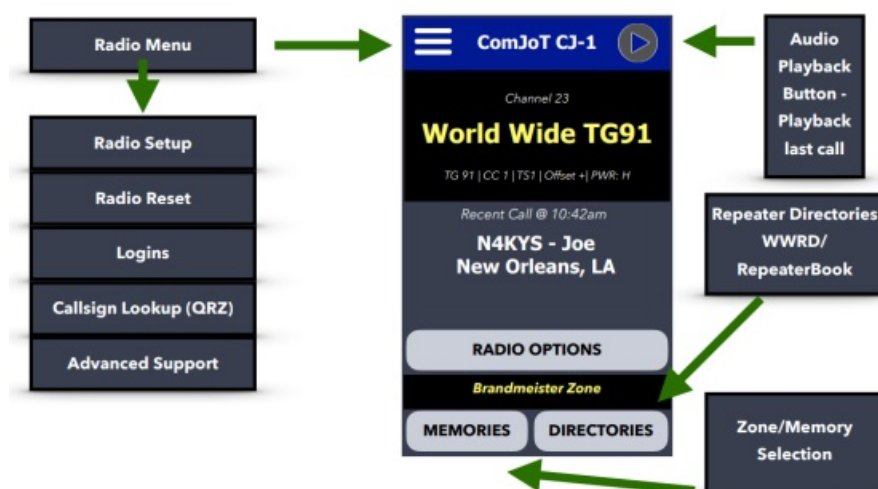 Radio Menu
Radio Setup
Radio Reset
Logins
Callsign Lookup (QRZ)
Advanced Support
ComJoT CJ-1
Channel 23
World Wide TG91
TG 91 | CC 1 | TS1 | Offset +| PWR: H
Recent Call @ 10:42am
N4KYS - Joe
New Orleans, LA
RADIO OPTIONS
Brandmeister Zone
MEMORIES
DIRECTORIES
Audio
Playback
Button -
Playback
last call
Repeater Directories
WWRD/
RepeaterBook
Zone/Memory
Selection